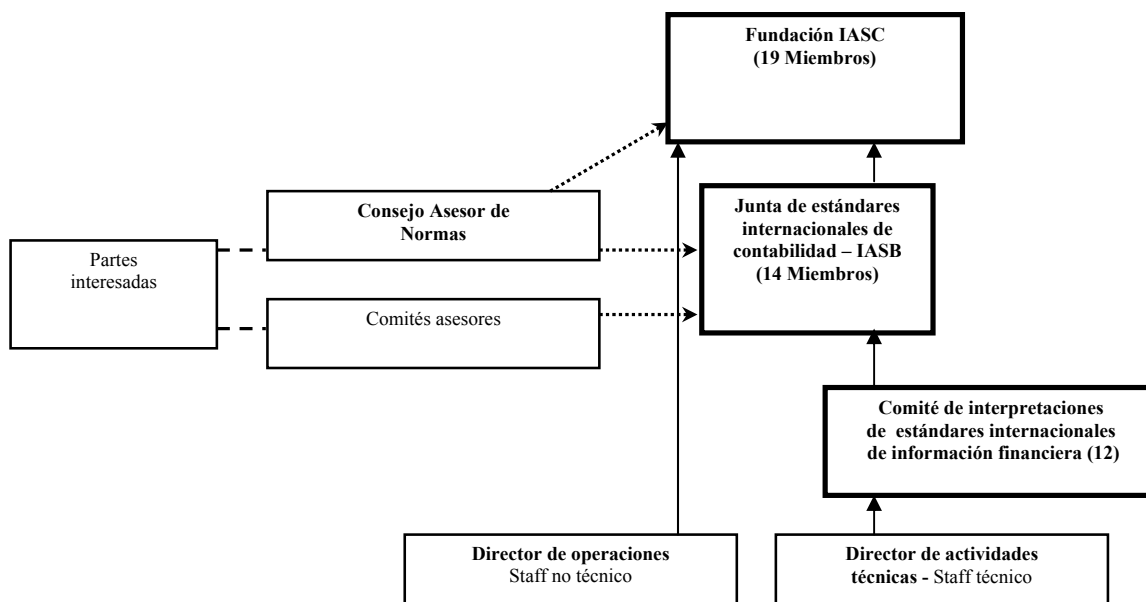 Fundación IASC
(19 Miembros)
Consejo Asesor de
Normas
Junta de estándares
internacionales de
contabilidad – IASB
(14 Miembros)
Partes
interesadas
Comités asesores
Comité de interpretaciones
de estándares internacionales
de información financiera (12)
Director de operaciones
Staff no técnico
Director de actividades
técnicas - Staff técnico